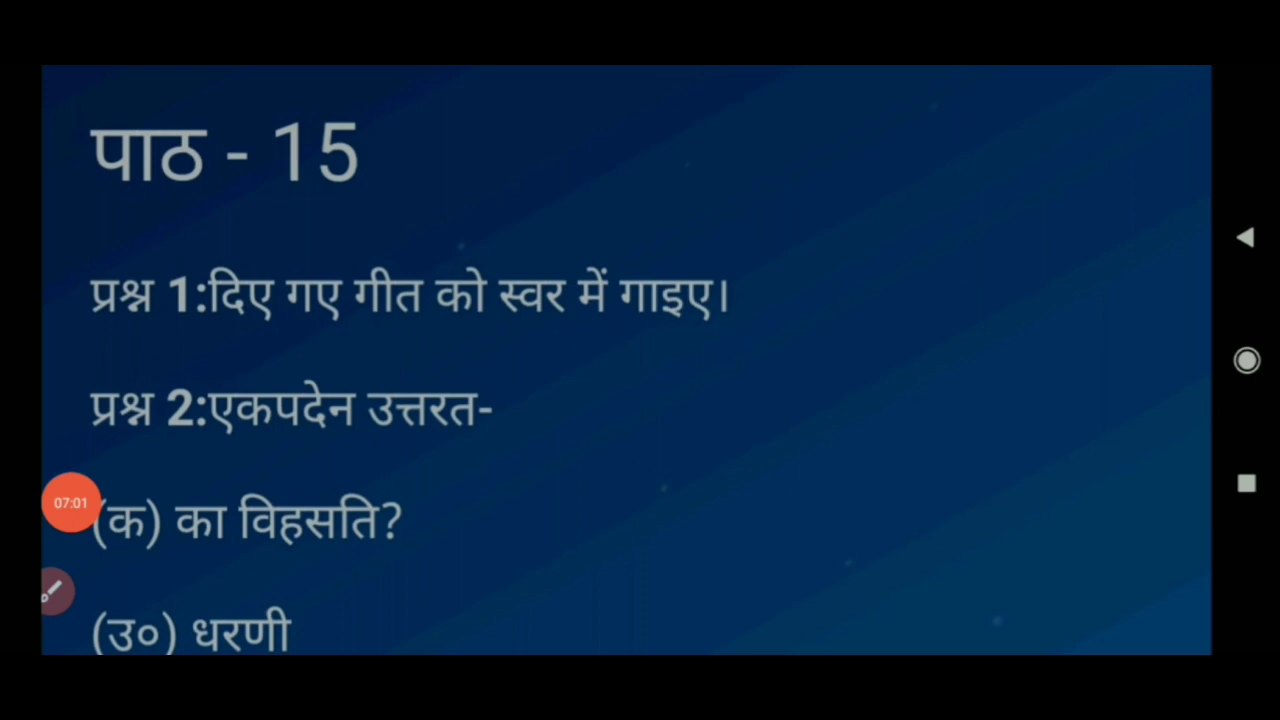 पाठ - 15
प्रश्न 1:दिए गए गीत को स्वर में गाइए।
प्रश्न 2:एकपदेन उत्तरत-
07:01
(क) का विहसति?
(उ०) धरणी